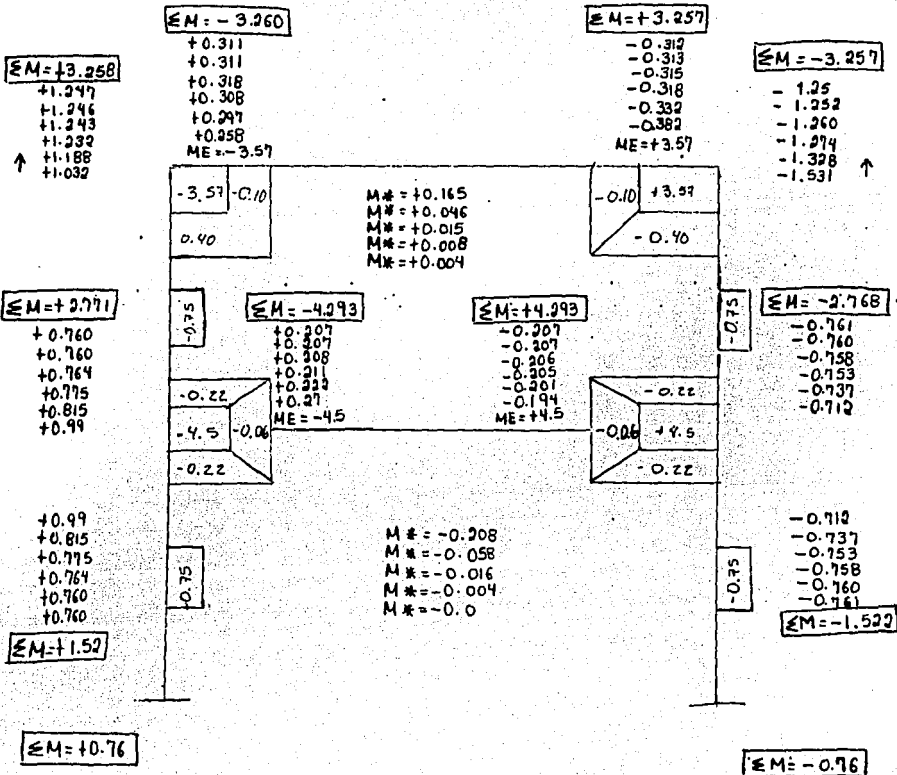 ΣM = - 3.260
+0.311
+0.311
+0.318
+0.308
+0.297
+0.258
ME = -3.57
ΣM = +3.257
-0.312
-0.313
-0.315
-0.318
-0.332
-0.382
ME = +3.57
ΣM = +3.258
+1.247
+1.246
+1.243
+1.232
↑ +1.188
+1.032
ΣM = -3.257
- 1.25
- 1.252
- 1.260
- 1.274
- 1.328 ↑
- 1.531
-3.57 -0.10
0.40
M* = +0.165
M* = +0.046
M* = +0.015
M* = +0.008
M* = +0.004
-0.10 +3.57
- 0.40
ΣM = + 2.771
+ 0.760
+0.760
+0.764
+0.775
+0.815
+0.99
-0.75
ΣM = -4.293
+0.207
+0.207
+0.208
+0.211
+0.222
+0.27
ME = -4.5
ΣM = +4.293
-0.207
-0.207
-0.206
-0.205
-0.201
-0.194
ME = +4.5
-0.75
ΣM = -2.768
-0.761
-0.760
-0.758
-0.753
-0.737
-0.712
-0.22
-4.5 -0.06
-0.22
-0.22
-0.06 +4.5
-0.22
+0.99
+0.815
+0.775
+0.764
+0.760
+0.760
ΣM = +1.52
-0.75
M* = -0.208
M* = -0.058
M* = -0.016
M* = -0.004
M* = -0.0
-0.75
-0.712
-0.737
-0.753
-0.758
-0.760
-0.761
ΣM = -1.522
ΣM = +0.76
ΣM = -0.76